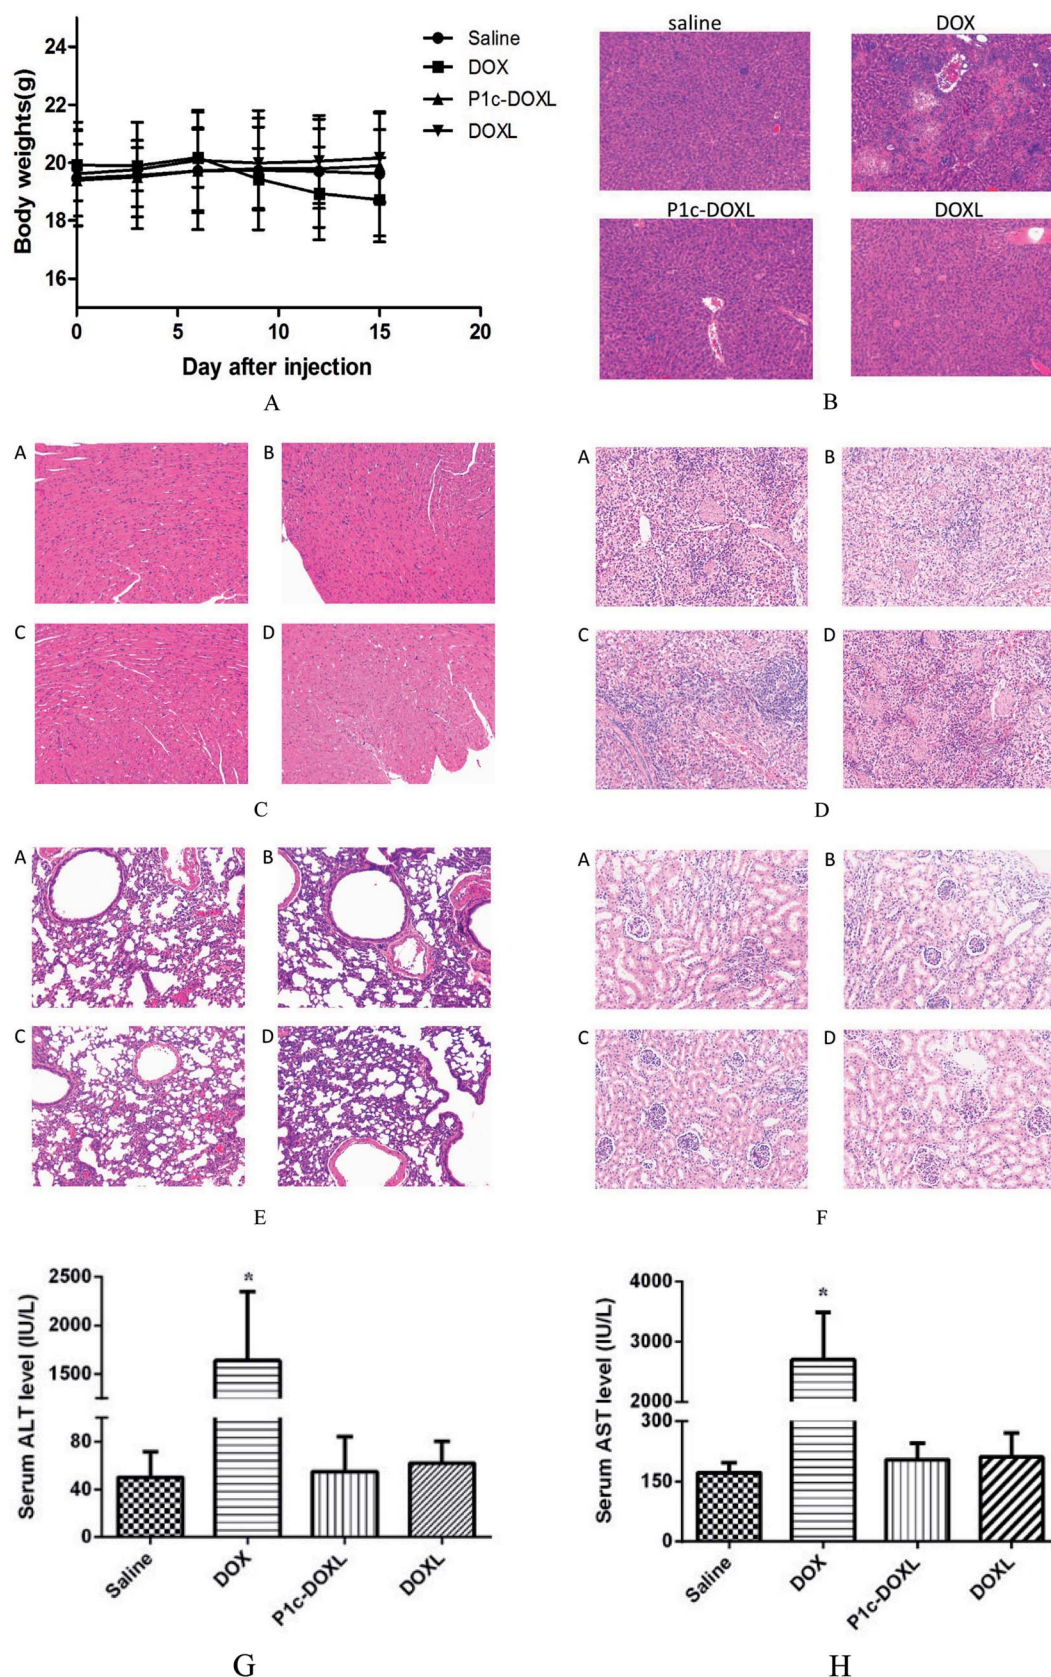 24
22
20
18
16
Body weights(g)
0
5
10
15
20
Day after injection
Saline
DOX
P1c-DOXL
DOXL
A
saline
DOX
P1c-DOXL
DOXL
B
A
B
C
D
C
A
B
C
D
D
A
B
C
D
E
A
B
C
D
F
2500
2000
1500
80
40
0
Serum ALT level (IU/L)
*
Saline
DOX
P1c-DOXL
DOXL
G
4000
3000
2000
300
150
0
Serum AST level (IU/L)
*
Saline
DOX
P1c-DOXL
DOXL
H